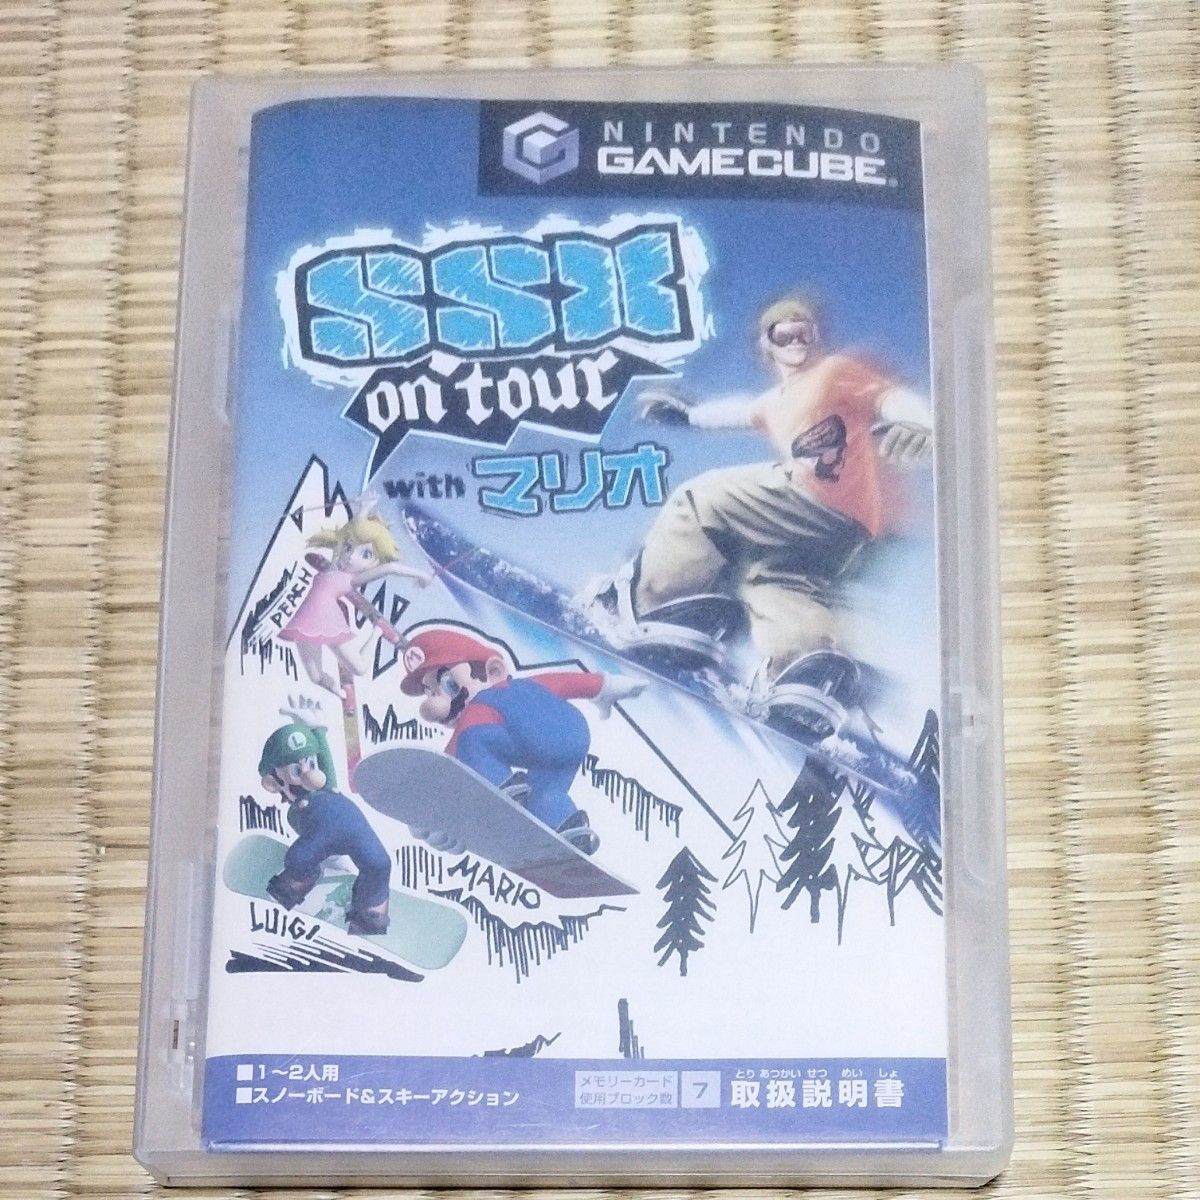 NINTENDO
GAMECUBE
SSX
on tour
with マリオ
PEACH
M
L
MARIO
LUIGI
■1〜2人用
■スノーボード&スキーアクション
メモリーカード
使用ブロック数
7
とり あつかい せつ めい しょ
取扱説明書